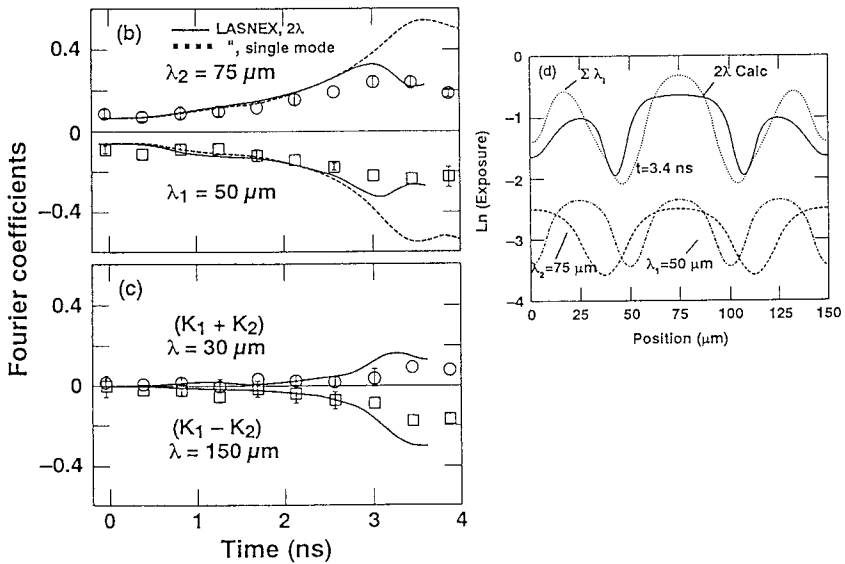 (b)
LASNEX, 2λ
", single mode
λ2 = 75 μm
λ1 = 50 μm
0.4
0
−0.4
(c)
(K1 + K2)
λ = 30 μm
(K1 − K2)
λ = 150 μm
0.4
0
−0.4
Fourier coefficients
0 1 2 3 4
Time (ns)
(d)
Σ λi
2λ Calc
t=3.4 ns
λ2=75 μm
λ1=50 μm
0
−1
−2
−3
−4
Ln (Exposure)
0 25 50 75 100 125 150
Position (μm)